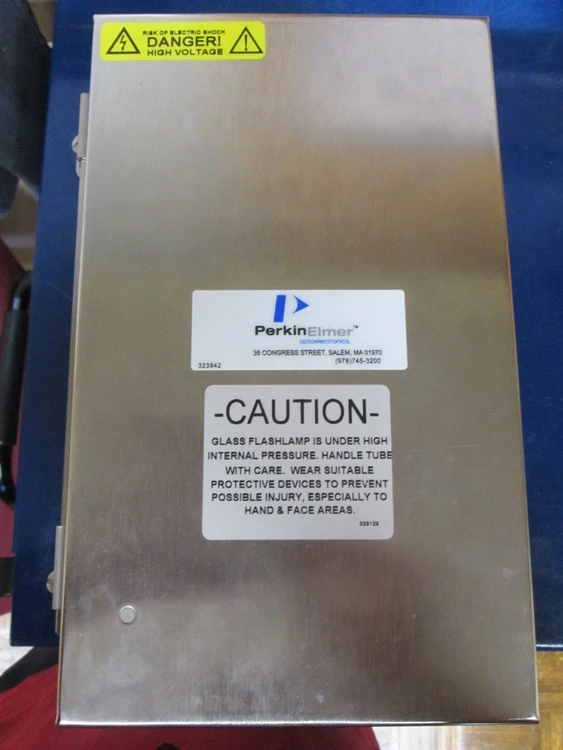 RISK OF ELECTRIC SHOCK
DANGER!
HIGH VOLTAGE
PerkinElmer™
optoelectronics.
35 CONGRESS STREET, SALEM, MA 01970
(978)745-3200
323942
-CAUTION-
GLASS FLASHLAMP IS UNDER HIGH
INTERNAL PRESSURE. HANDLE TUBE
WITH CARE. WEAR SUITABLE
PROTECTIVE DEVICES TO PREVENT
POSSIBLE INJURY, ESPECIALLY TO
HAND & FACE AREAS.
329129